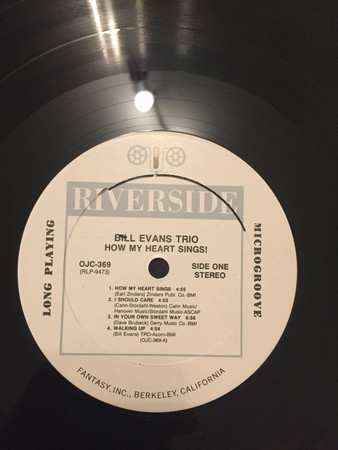 RIVERSIDE
LONG PLAYING
MICROGROOVE
BILL EVANS TRIO
HOW MY HEART SINGS!
OJC-369
(RLP-9473)
SIDE ONE
STEREO
1. HOW MY HEART SINGS 4:55
(Earl Zindars) Zindars Publ. Co.-BMI
2. I SHOULD CARE 4:53
(Cahn-Stordahl-Weston) Cahn Music/
Hanover Music/Stordahl Music-ASCAP
3. IN YOUR OWN SWEET WAY 6:56
(Dave Brubeck) Derry Music Co.-BMI
4. WALKING UP 4:54
(Bill Evans) TRO-Acorn-BMI
(OJC-369-A)
FANTASY, INC., BERKELEY, CALIFORNIA